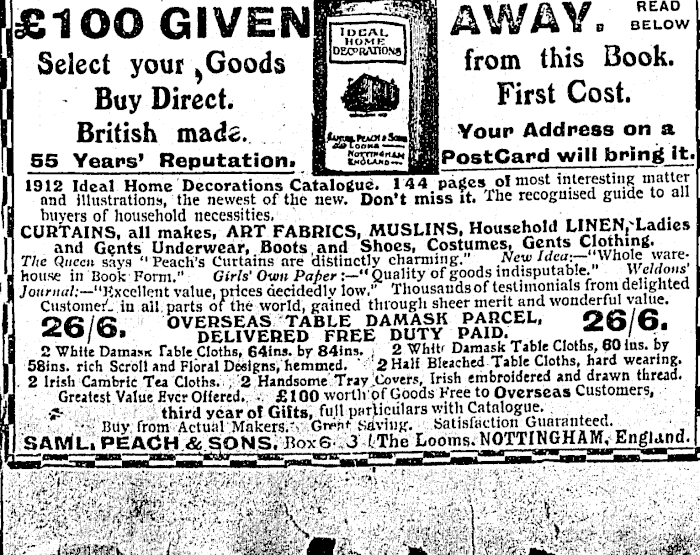 £100 GIVEN AWAY. READ BELOW
Select your Goods
Buy Direct.
British made.
55 Years' Reputation.
IDEAL
HOME
DECORATIONS
SAMUEL PEACH & SONS
THE LOOMS
NOTTINGHAM
ENGLAND
from this Book.
First Cost.
Your Address on a
PostCard will bring it.
1912 Ideal Home Decorations Catalogue. 144 pages of most interesting matter
and illustrations, the newest of the new. Don't miss it. The recognised guide to all
buyers of household necessities.
CURTAINS, all makes, ART FABRICS, MUSLINS, Household LINEN, Ladies
and Gents Underwear, Boots and Shoes, Costumes, Gents Clothing.
The Queen says "Peach's Curtains are distinctly charming." New Idea:—"Whole ware-
house in Book Form." Girls' Own Paper:—"Quality of goods indisputable." Weldons'
Journal:—"Excellent value, prices decidedly low." Thousands of testimonials from delighted
Customers in all parts of the world, gained through sheer merit and wonderful value.
26/6. OVERSEAS TABLE DAMASK PARCEL, 26/6.
DELIVERED FREE DUTY PAID.
2 White Damask Table Cloths, 64ins. by 84ins. 2 White Damask Table Cloths, 60 ins. by
58ins. rich Scroll and Floral Designs, hemmed. 2 Half Bleached Table Cloths, hard wearing.
2 Irish Cambric Tea Cloths. 2 Handsome Tray Covers, Irish embroidered and drawn thread.
Greatest Value Ever Offered. £100 worth of Goods Free to Overseas Customers,
third year of Gifts, full particulars with Catalogue.
Buy from Actual Makers. Great Saving. Satisfaction Guaranteed.
SAML. PEACH & SONS, Box 6 3 The Looms, NOTTINGHAM, England.